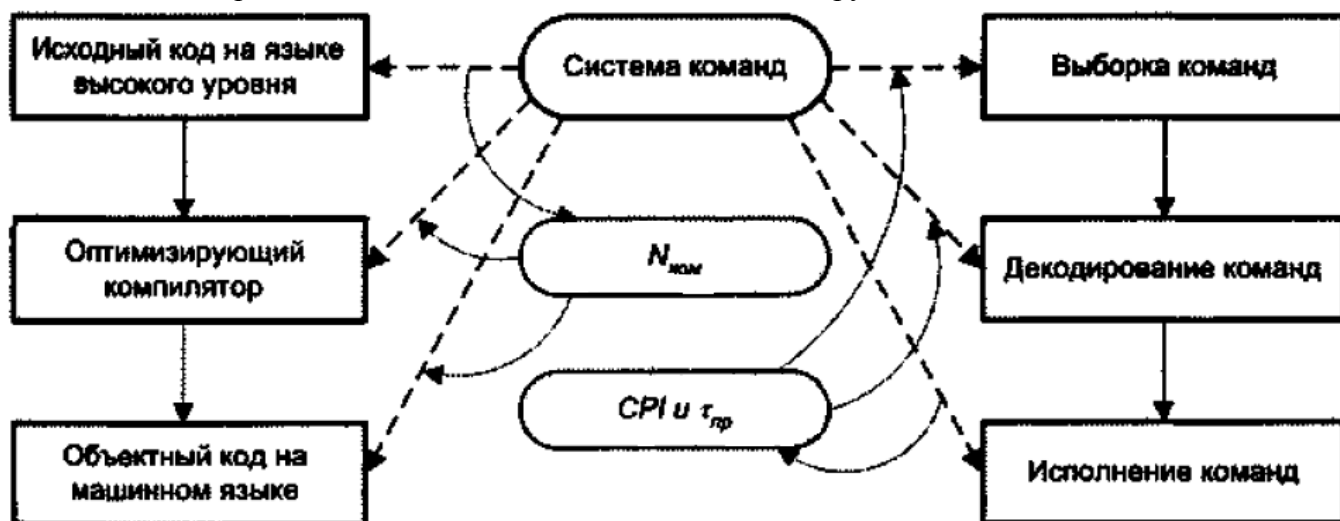 Исходный код на языке
высокого уровня
Система команд
Выборка команд
Оптимизирующий
компилятор
N_ком
Декодирование команд
CPI и τ_пр
Объектный код на
машинном языке
Исполнение команд